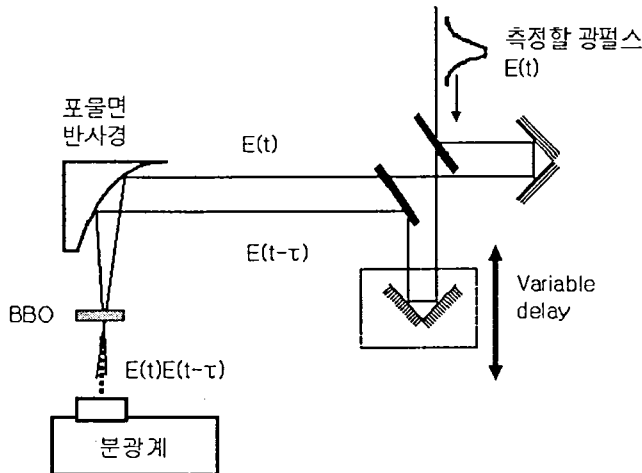 측정할 광펄스
E(t)
포물면
반사경
E(t)
E(t-τ)
Variable
delay
BBO
E(t)E(t-τ)
분광계